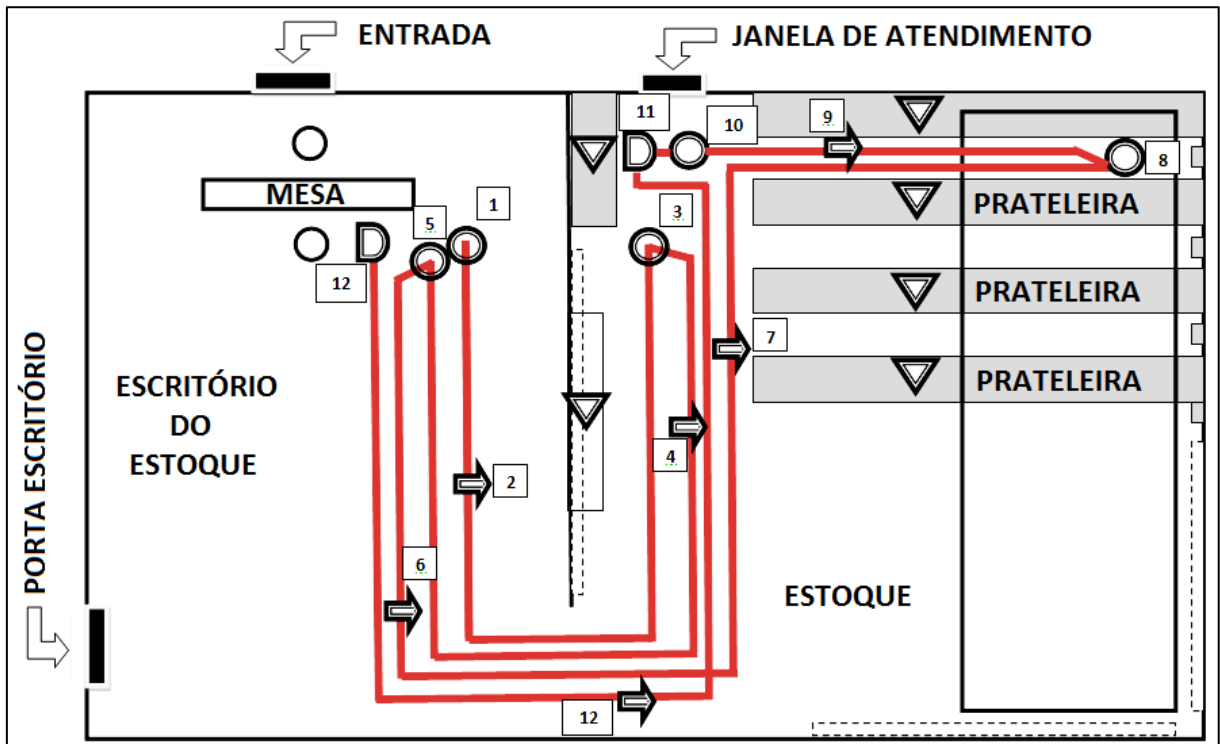 ENTRADA
JANELA DE ATENDIMENTO
11
10
9
8
MESA
5
1
3
PRATELEIRA
12
PRATELEIRA
7
PRATELEIRA
PORTA ESCRITÓRIO
ESCRITÓRIO
DO
ESTOQUE
4
2
6
ESTOQUE
12